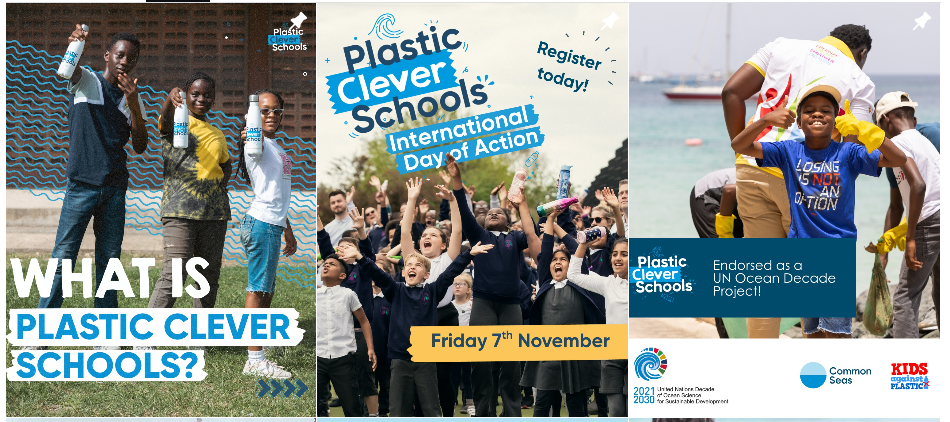 Plastic
Clever
Schools
WHAT IS
PLASTIC CLEVER
SCHOOLS?
Plastic
Clever
Schools
International
Day of Action
Register
today!
Friday 7th November
LOSING
IS NOT
AN
OPTION
Plastic
Clever
Schools
Endorsed as a
UN Ocean Decade
Project!!
2021
2030
United Nations Decade
of Ocean Science
for Sustainable Development
Common
Seas
KIDS
against
PLASTIC